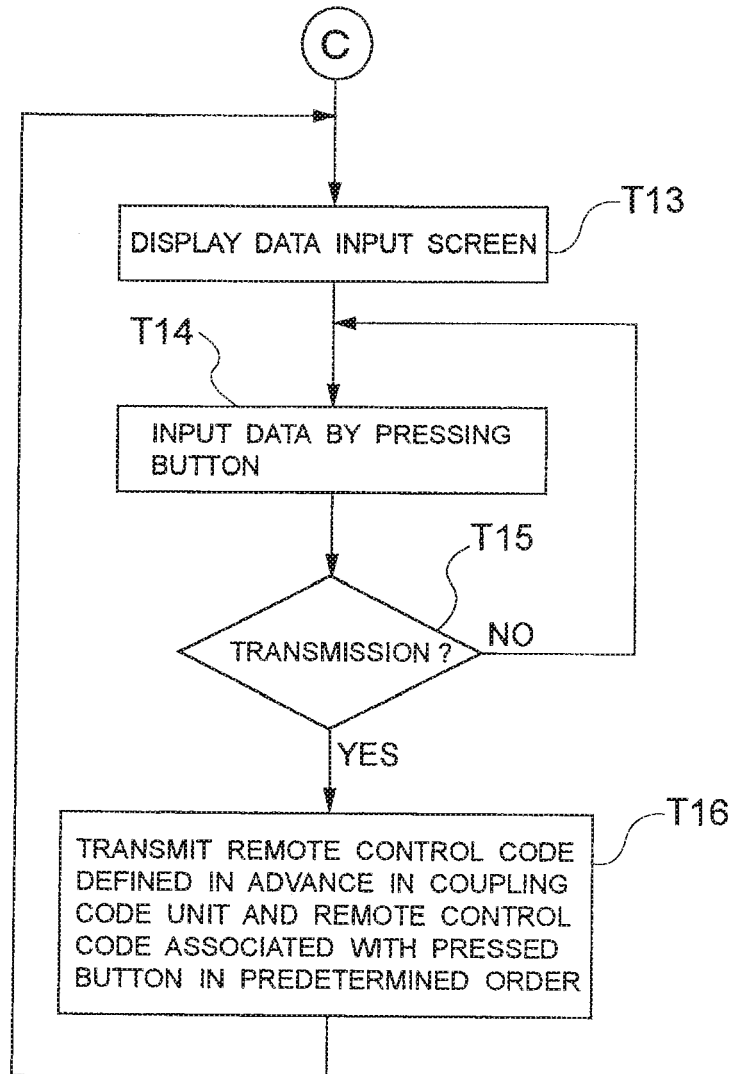 C
T13
DISPLAY DATA INPUT SCREEN
T14
INPUT DATA BY PRESSING
BUTTON
T15
TRANSMISSION ?
NO
YES
T16
TRANSMIT REMOTE CONTROL CODE
DEFINED IN ADVANCE IN COUPLING
CODE UNIT AND REMOTE CONTROL
CODE ASSOCIATED WITH PRESSED
BUTTON IN PREDETERMINED ORDER